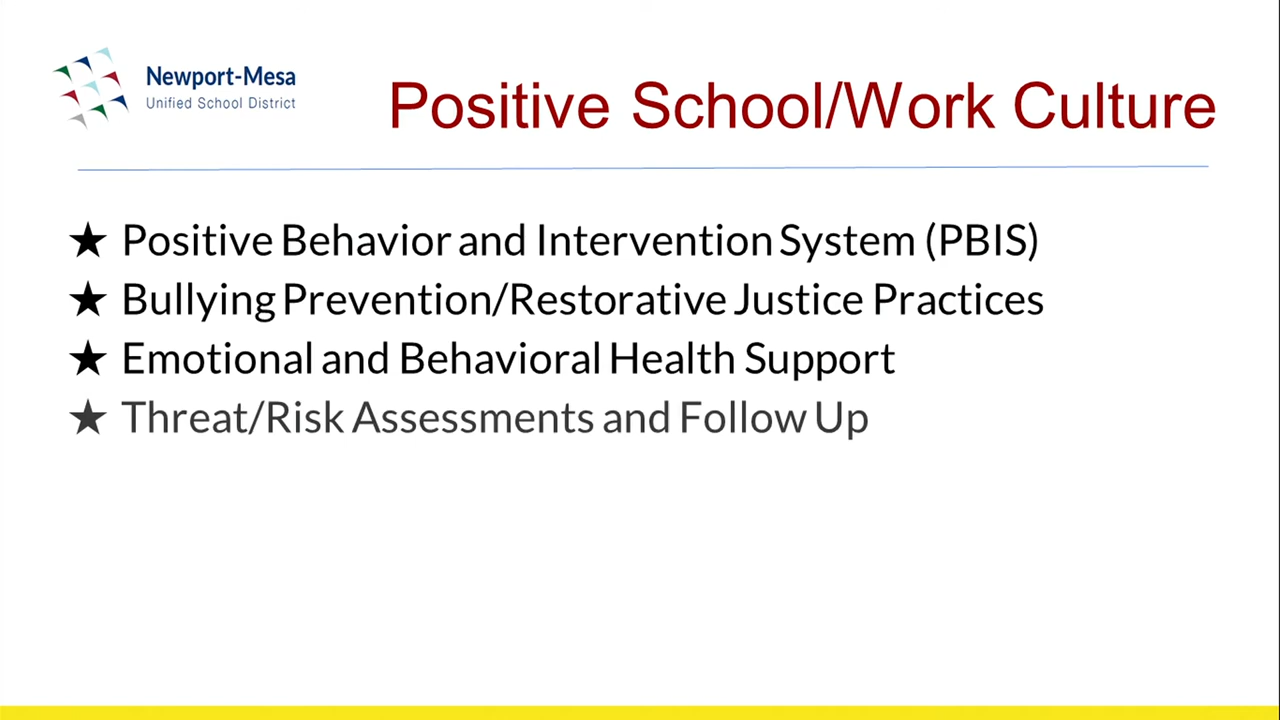 Newport-Mesa
Unified School District
Positive School/Work Culture
★ Positive Behavior and Intervention System (PBIS)
★ Bullying Prevention/Restorative Justice Practices
★ Emotional and Behavioral Health Support
★ Threat/Risk Assessments and Follow Up